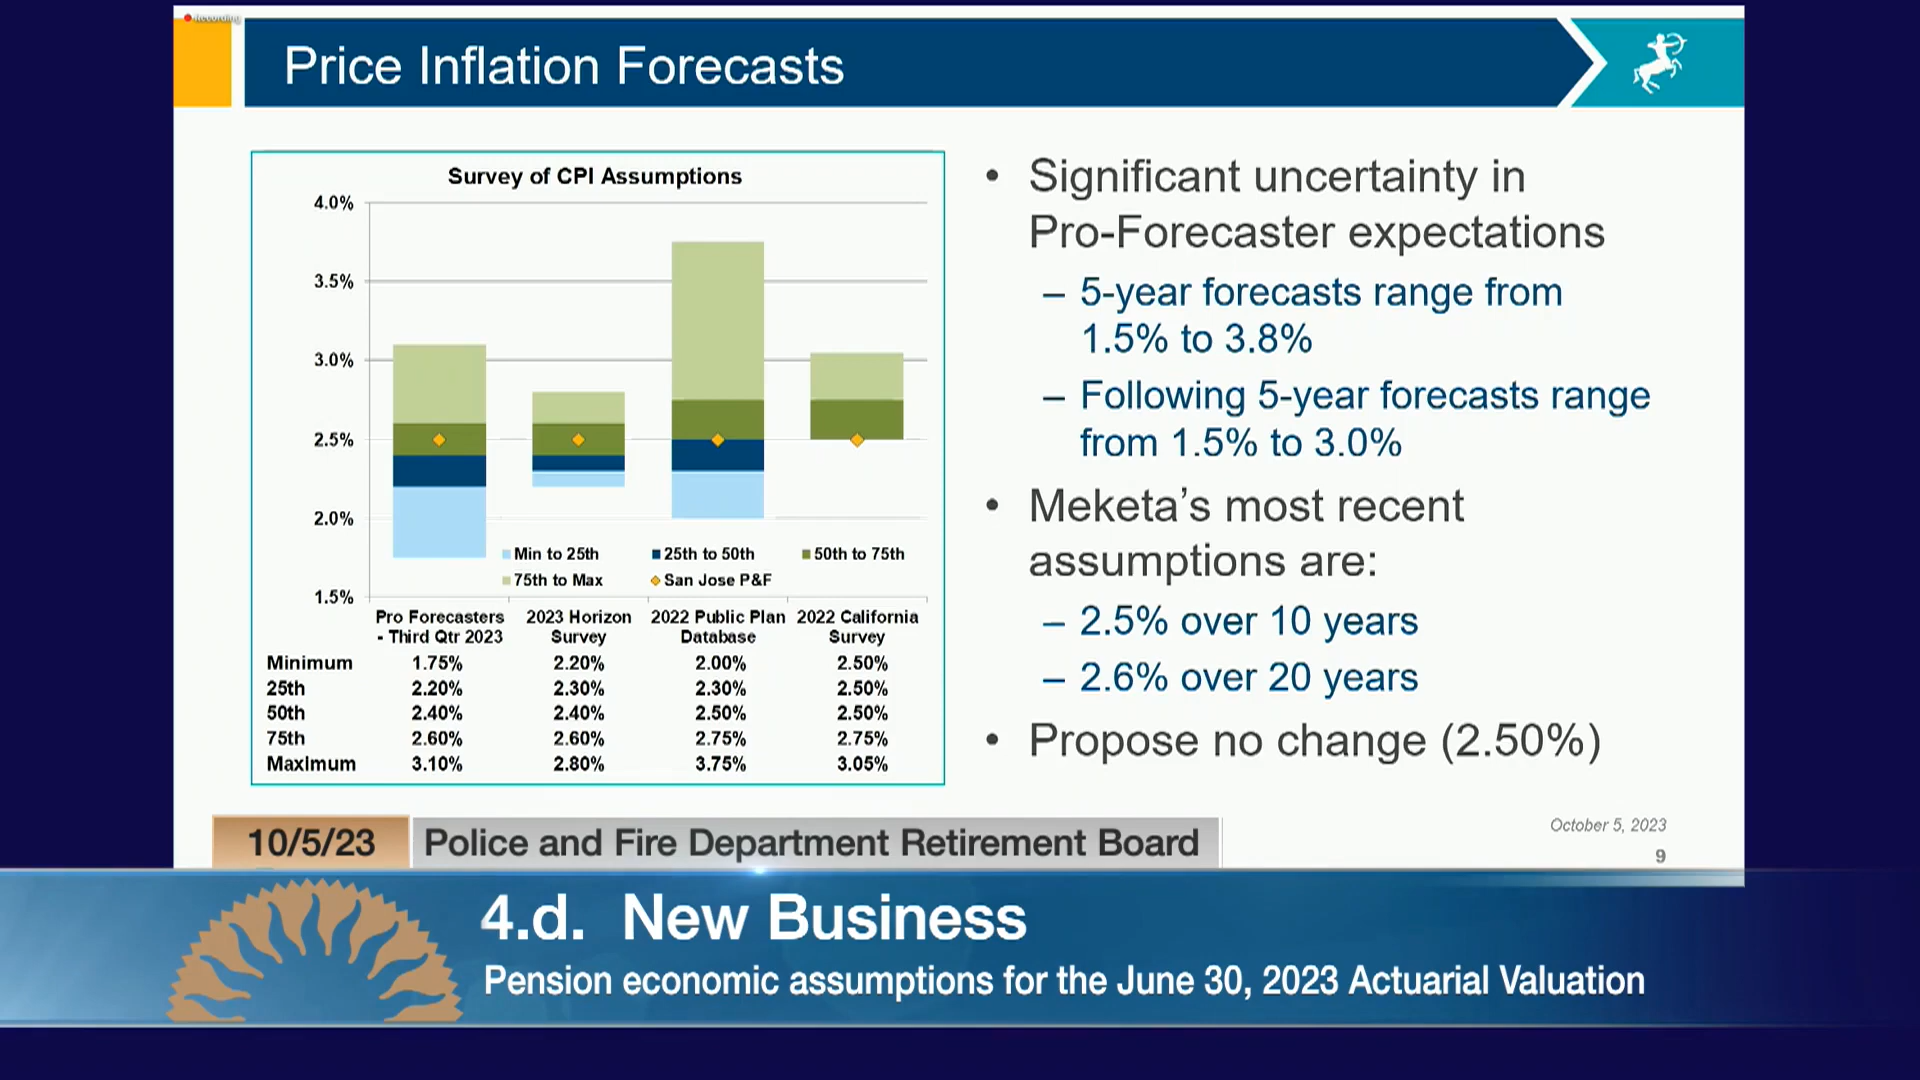 Recording
Price Inflation Forecasts
Survey of CPI Assumptions
4.0%
3.5%
3.0%
2.5%
2.0%
1.5%
Min to 25th 25th to 50th 50th to 75th
75th to Max San Jose P&F
Pro Forecasters 2023 Horizon 2022 Public Plan 2022 California
- Third Qtr 2023 Survey Database Survey
Minimum 1.75% 2.20% 2.00% 2.50%
25th 2.20% 2.30% 2.30% 2.50%
50th 2.40% 2.40% 2.50% 2.50%
75th 2.60% 2.60% 2.75% 2.75%
Maximum 3.10% 2.80% 3.75% 3.05%
• Significant uncertainty in
Pro-Forecaster expectations
– 5-year forecasts range from
1.5% to 3.8%
– Following 5-year forecasts range
from 1.5% to 3.0%
• Meketa’s most recent
assumptions are:
– 2.5% over 10 years
– 2.6% over 20 years
• Propose no change (2.50%)
October 5, 2023
9
10/5/23 Police and Fire Department Retirement Board
4.d. New Business
Pension economic assumptions for the June 30, 2023 Actuarial Valuation